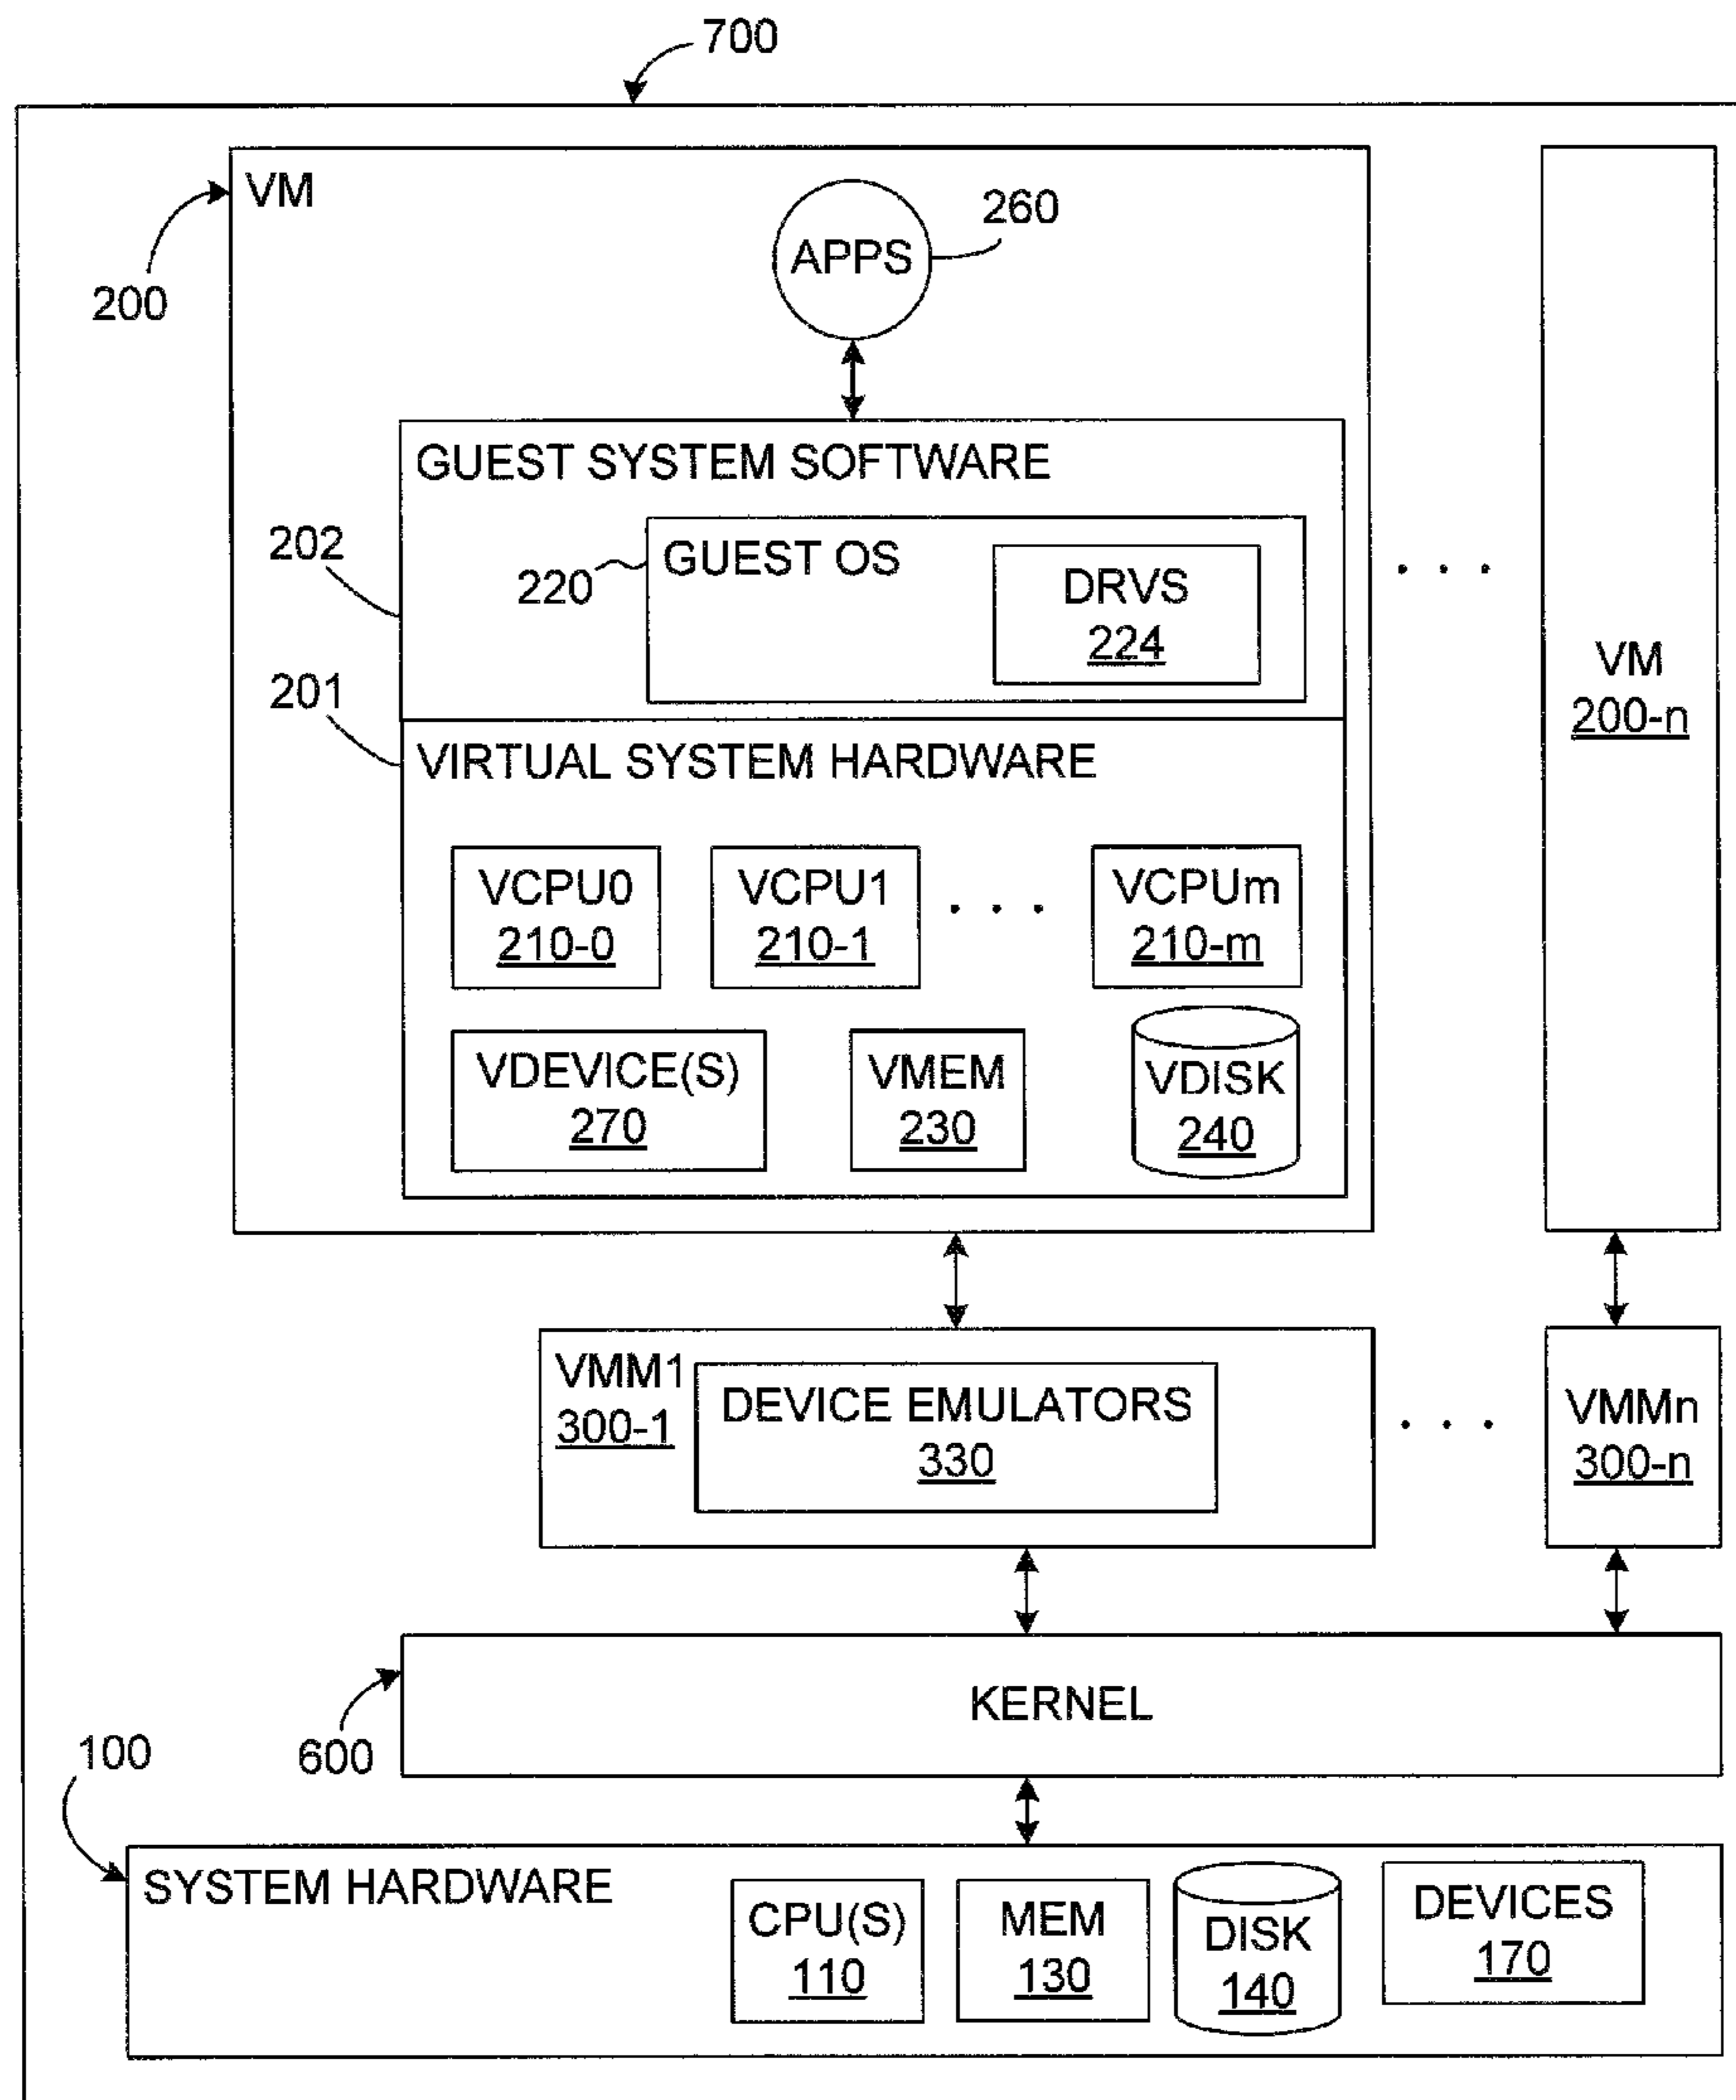 700
VM
200
APPS
260
GUEST SYSTEM SOFTWARE
202
220
GUEST OS
DRVS
224
201
VIRTUAL SYSTEM HARDWARE
VCPU0
210-0
VCPU1
210-1
. . .
VCPUm
210-m
VDEVICE(S)
270
VMEM
230
VDISK
240
. . .
VM
200-n
VMM1
300-1
DEVICE EMULATORS
330
. . .
VMMn
300-n
KERNEL
600
100
SYSTEM HARDWARE
CPU(S)
110
MEM
130
DISK
140
DEVICES
170